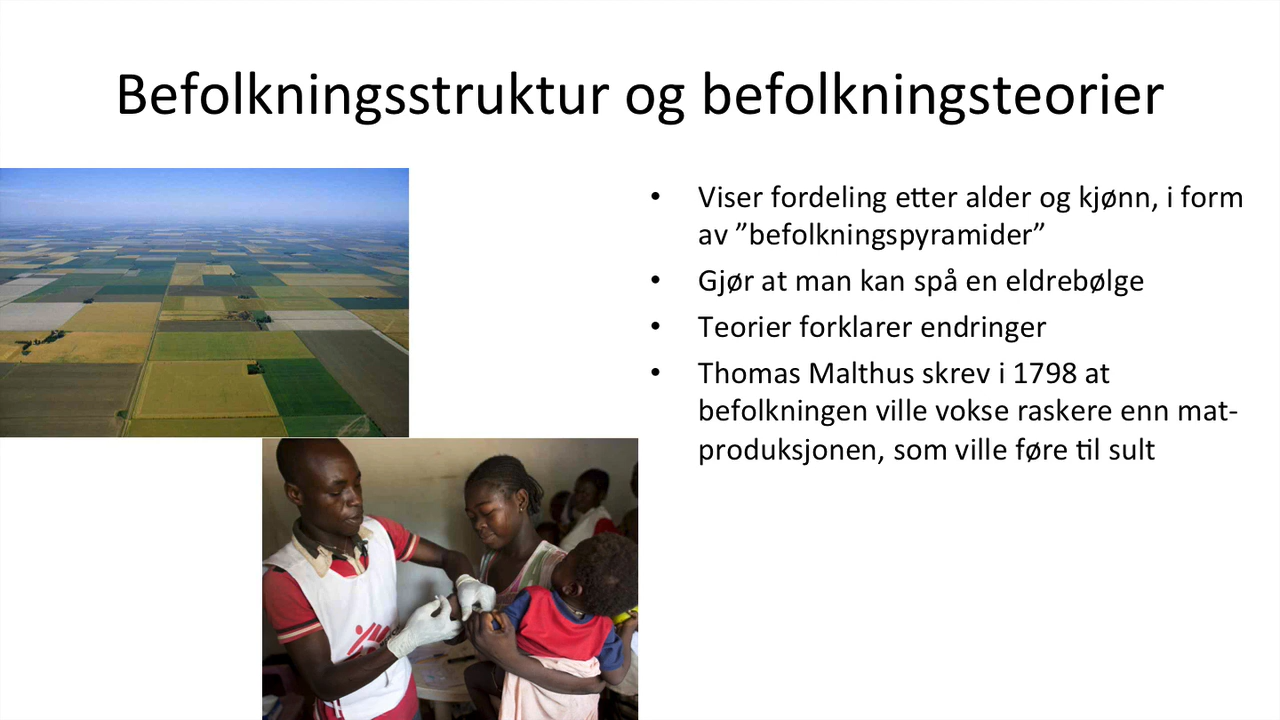 Befolkningsstruktur og befolkningsteorier
• Viser fordeling etter alder og kjønn, i form
av ”befolkningspyramider”
• Gjør at man kan spå en eldrebølge
• Teorier forklarer endringer
• Thomas Malthus skrev i 1798 at
befolkningen ville vokse raskere enn mat-
produksjonen, som ville føre til sult